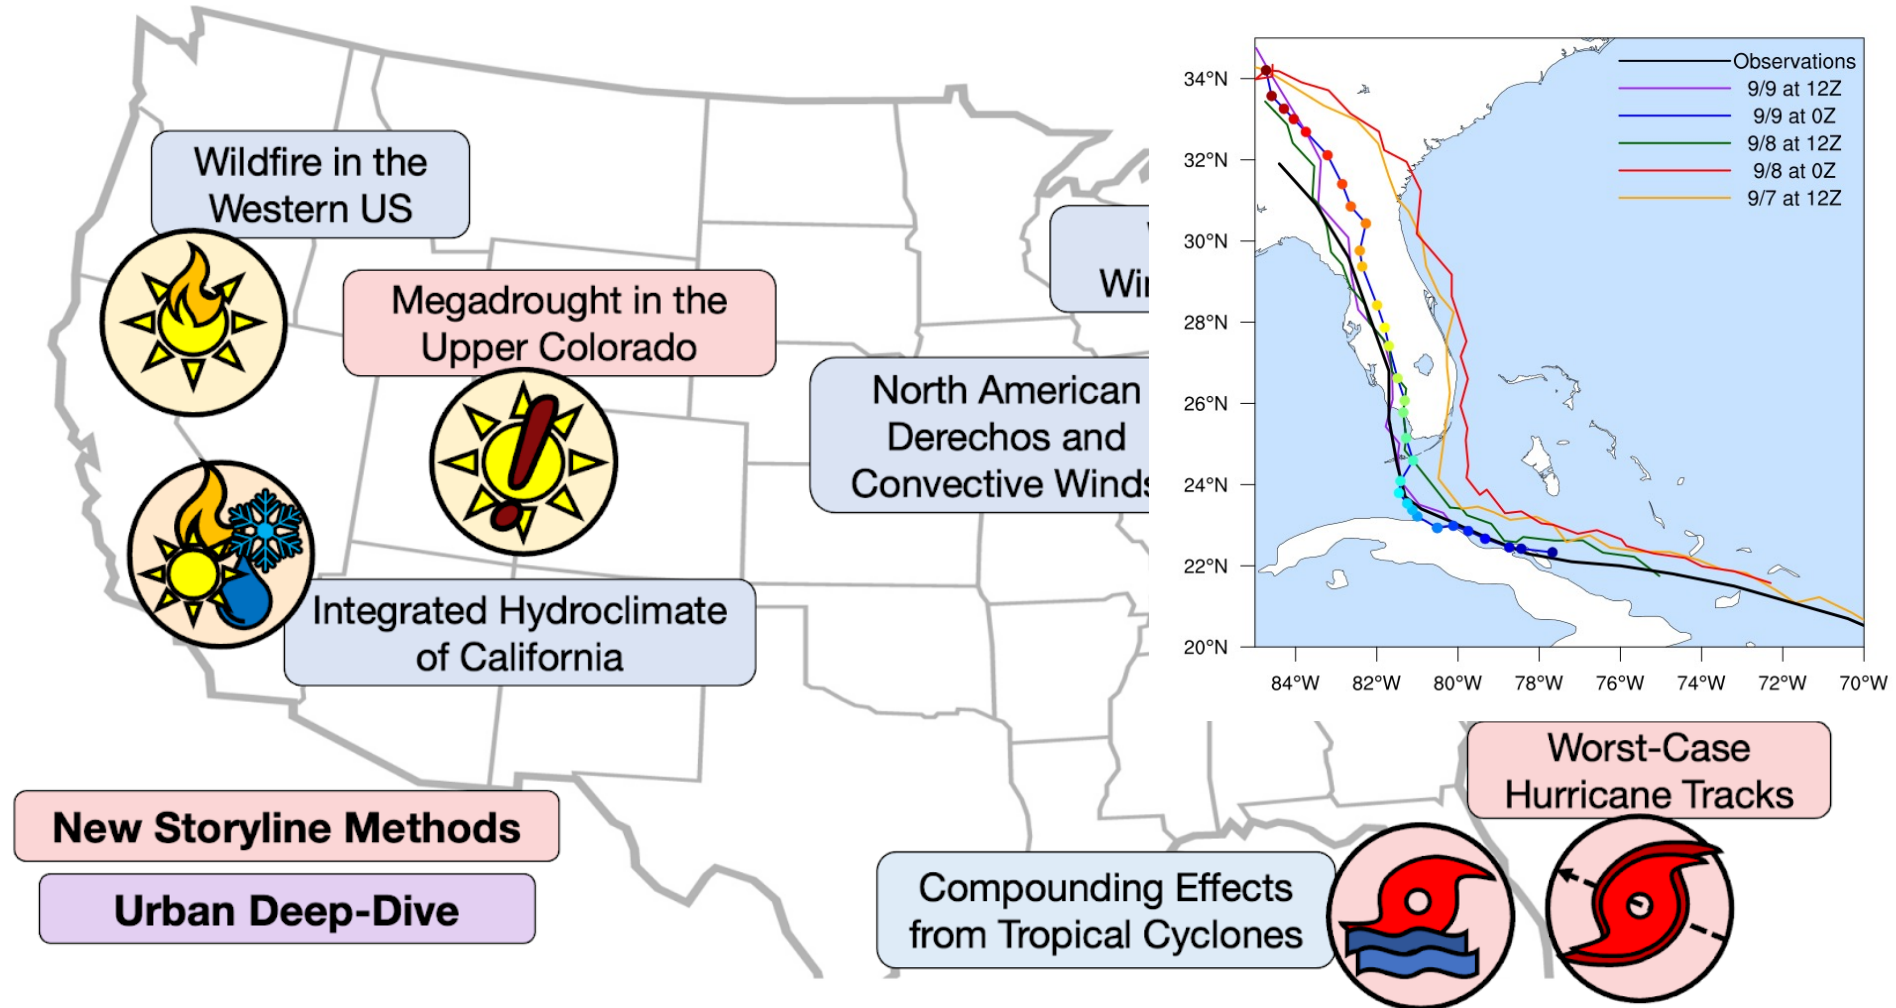 Wildfire in the
Western US
Megadrought in the
Upper Colorado
North American
Derechos and
Convective Winds
Integrated Hydroclimate
of California
New Storyline Methods
Urban Deep-Dive
Compounding Effects
from Tropical Cyclones
Worst-Case
Hurricane Tracks
Observations
9/9 at 12Z
9/9 at 0Z
9/8 at 12Z
9/8 at 0Z
9/7 at 12Z
34°N
32°N
30°N
28°N
26°N
24°N
22°N
20°N
84°W 82°W 80°W 78°W 76°W 74°W 72°W 70°W